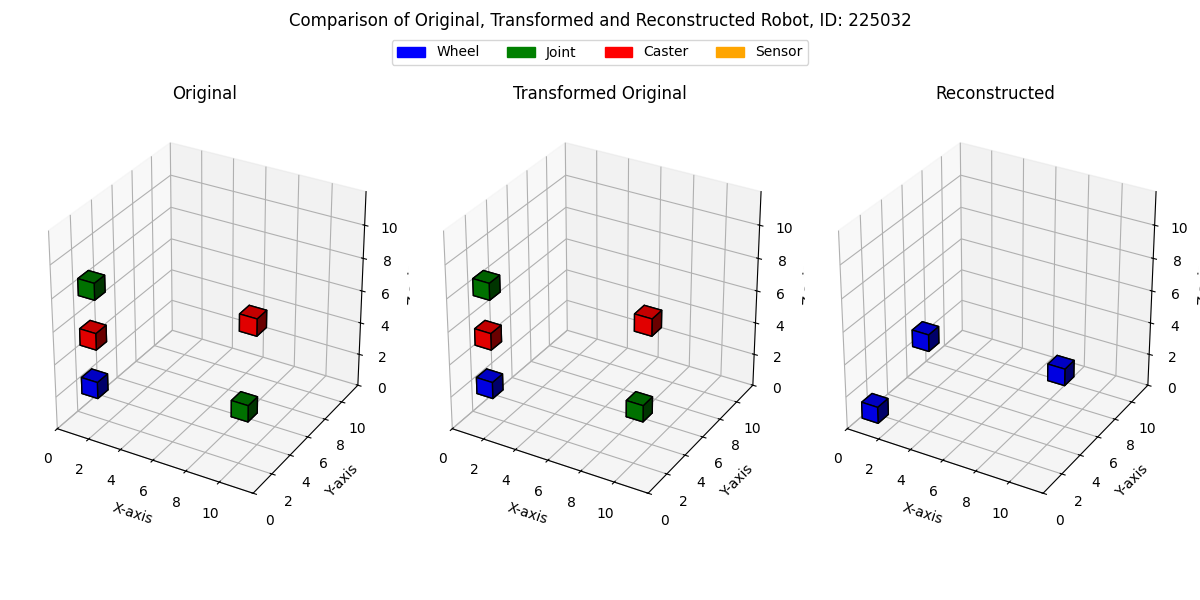 Comparison of Original, Transformed and Reconstructed Robot, ID: 225032
Wheel Joint Caster Sensor
Original Transformed Original Reconstructed
10 10 10
8 8 8
6 6 6
4 4 4
2 2 2
0 0 0
0 2 4 6 8 10 0 2 4 6 8 10 0 2 4 6 8 10
X-axis X-axis X-axis
0 2 4 6 8 10 0 2 4 6 8 10 0 2 4 6 8 10
Y-axis Y-axis Y-axis